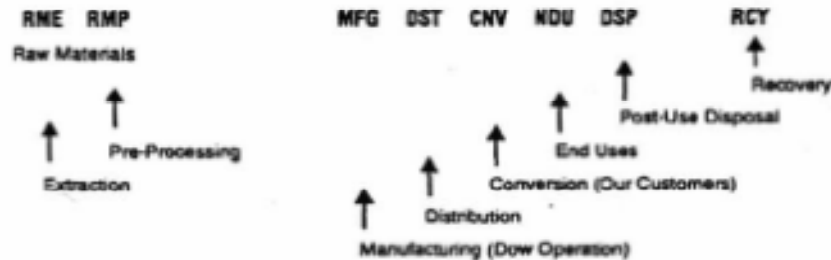 RME RMP MFG DST CNV NDU DSP RCY
Raw Materials
Recovery
Post-Use Disposal
Pre-Processing
End Uses
Extraction
Conversion (Our Customers)
Distribution
Manufacturing (Dow Operation)